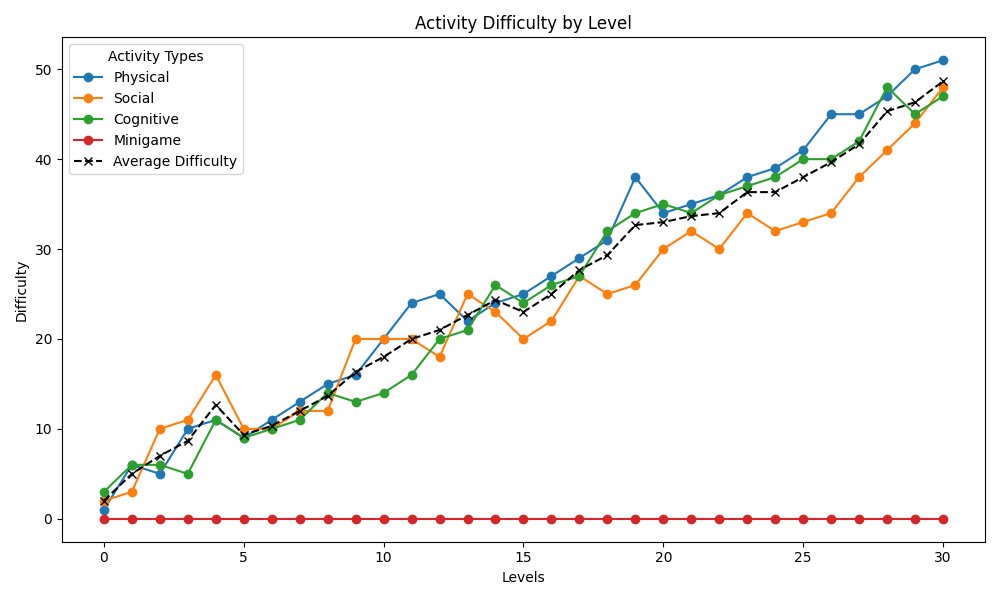 Activity Difficulty by Level
Activity Types
Physical
Social
Cognitive
Minigame
Average Difficulty
Difficulty
50
40
30
20
10
0
0 5 10 15 20 25 30
Levels